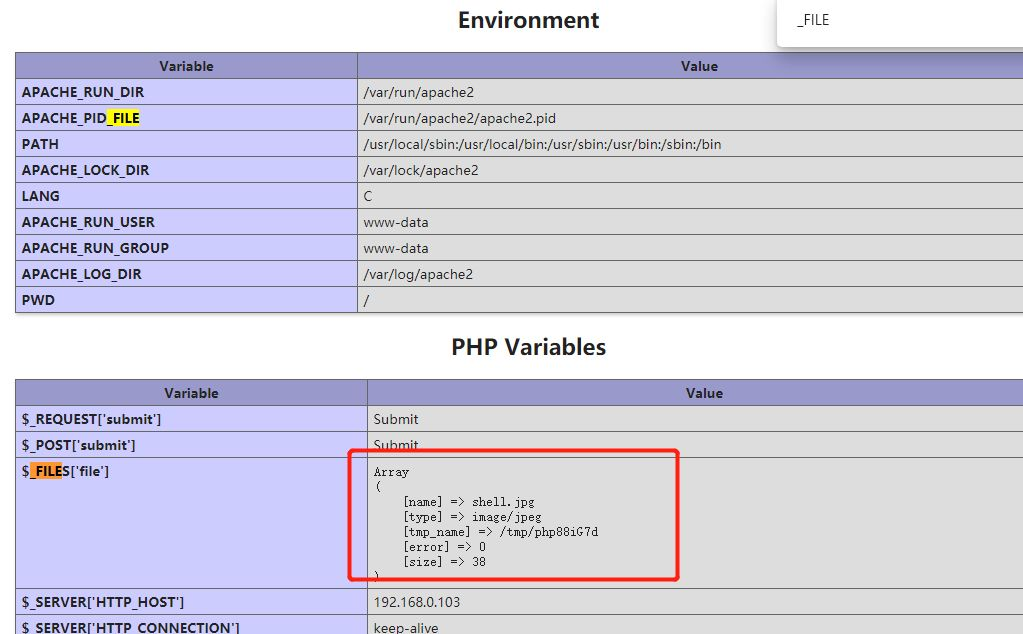 Environment
_FILE
Variable Value
APACHE_RUN_DIR /var/run/apache2
APACHE_PID_FILE /var/run/apache2/apache2.pid
PATH /usr/local/sbin:/usr/local/bin:/usr/sbin:/usr/bin:/sbin:/bin
APACHE_LOCK_DIR /var/lock/apache2
LANG C
APACHE_RUN_USER www-data
APACHE_RUN_GROUP www-data
APACHE_LOG_DIR /var/log/apache2
PWD /
PHP Variables
Variable Value
$_REQUEST['submit'] Submit
$_POST['submit'] Submit
$_FILES['file'] Array
(
[name] => shell.jpg
[type] => image/jpeg
[tmp_name] => /tmp/php88iG7d
[error] => 0
[size] => 38
)
$_SERVER['HTTP_HOST'] 192.168.0.103
$_SERVER['HTTP_CONNECTION'] keep-alive